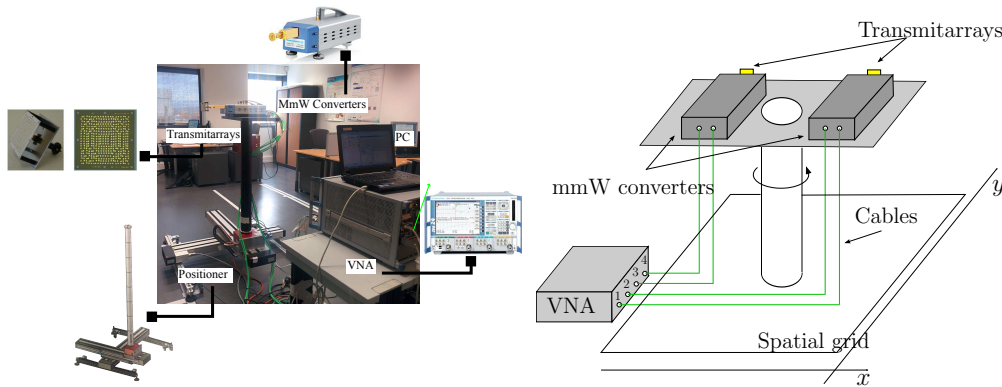 MmW Converters
Transmitarrays
PC
VNA
Positioner
Transmitarrays
mmW converters
Cables
y
4
3
2
1
VNA
Spatial grid
x